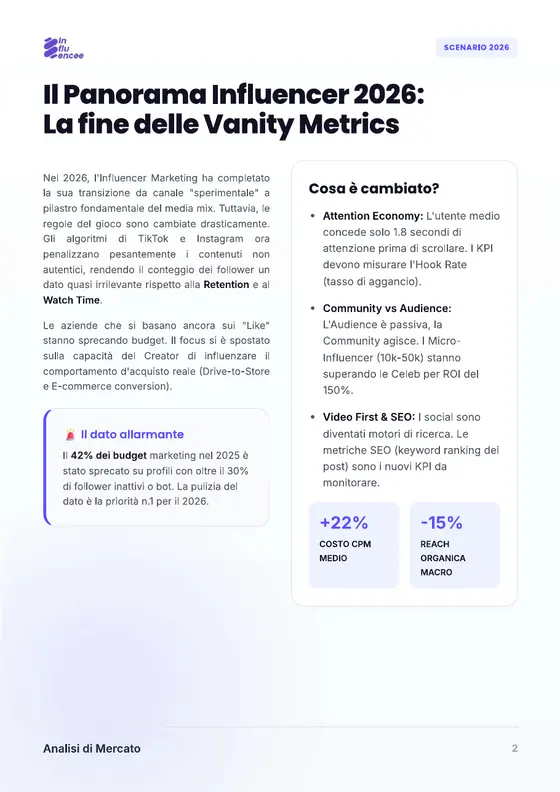 In
flu
encee
SCENARIO 2026
Il Panorama Influencer 2026:
La fine delle Vanity Metrics
Nel 2026, l'Influencer Marketing ha completato
la sua transizione da canale "sperimentale" a
pilastro fondamentale del media mix. Tuttavia, le
regole del gioco sono cambiate drasticamente.
Gli algoritmi di TikTok e Instagram ora
penalizzano pesantemente i contenuti non
autentici, rendendo il conteggio dei follower un
dato quasi irrilevante rispetto alla Retention e al
Watch Time.
Le aziende che si basano ancora sui "Like"
stanno sprecando budget. Il focus si è spostato
sulla capacità del Creator di influenzare il
comportamento d'acquisto reale (Drive-to-Store
e E-commerce conversion).
Il dato allarmante
Il 42% dei budget marketing nel 2025 è
stato sprecato su profili con oltre il 30%
di follower inattivi o bot. La pulizia del
dato è la priorità n.1 per il 2026.
Cosa è cambiato?
• Attention Economy: L'utente medio
concede solo 1.8 secondi di
attenzione prima di scrollare. I KPI
devono misurare l'Hook Rate
(tasso di aggancio).
• Community vs Audience:
L'Audience è passiva, la
Community agisce. I Micro-
Influencer (10k-50k) stanno
superando le Celeb per ROI del
150%.
• Video First & SEO: I social sono
diventati motori di ricerca. Le
metriche SEO (keyword ranking dei
post) sono i nuovi KPI da
monitorare.
+22%
COSTO CPM
MEDIO
-15%
REACH
ORGANICA
MACRO
Analisi di Mercato
2